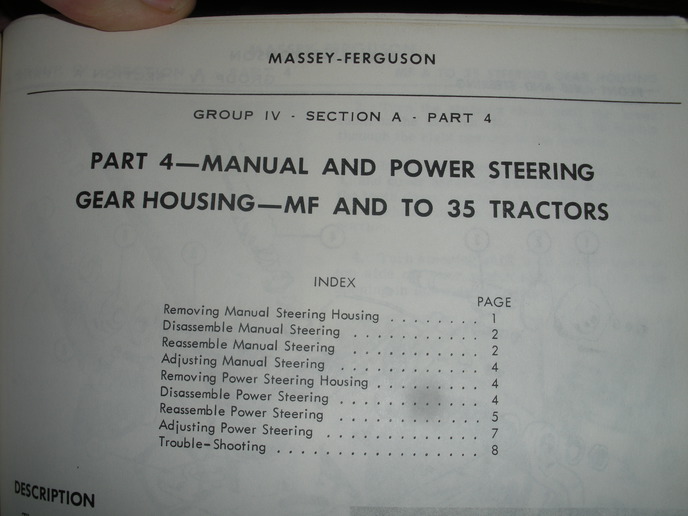 MASSEY-FERGUSON
GROUP IV - SECTION A - PART 4
PART 4—MANUAL AND POWER STEERING
GEAR HOUSING—MF AND TO 35 TRACTORS
INDEX
PAGE
Removing Manual Steering Housing . . . . . . . . 1
Disassemble Manual Steering . . . . . . . . . . . 2
Reassemble Manual Steering . . . . . . . . . . . 2
Adjusting Manual Steering . . . . . . . . . . . . 4
Removing Power Steering Housing . . . . . . . . . 4
Disassemble Power Steering . . . . . . . . . . . . 4
Reassemble Power Steering . . . . . . . . . . . . 5
Adjusting Power Steering . . . . . . . . . . . . . 7
Trouble-Shooting . . . . . . . . . . . . . . . . . 8
DESCRIPTION